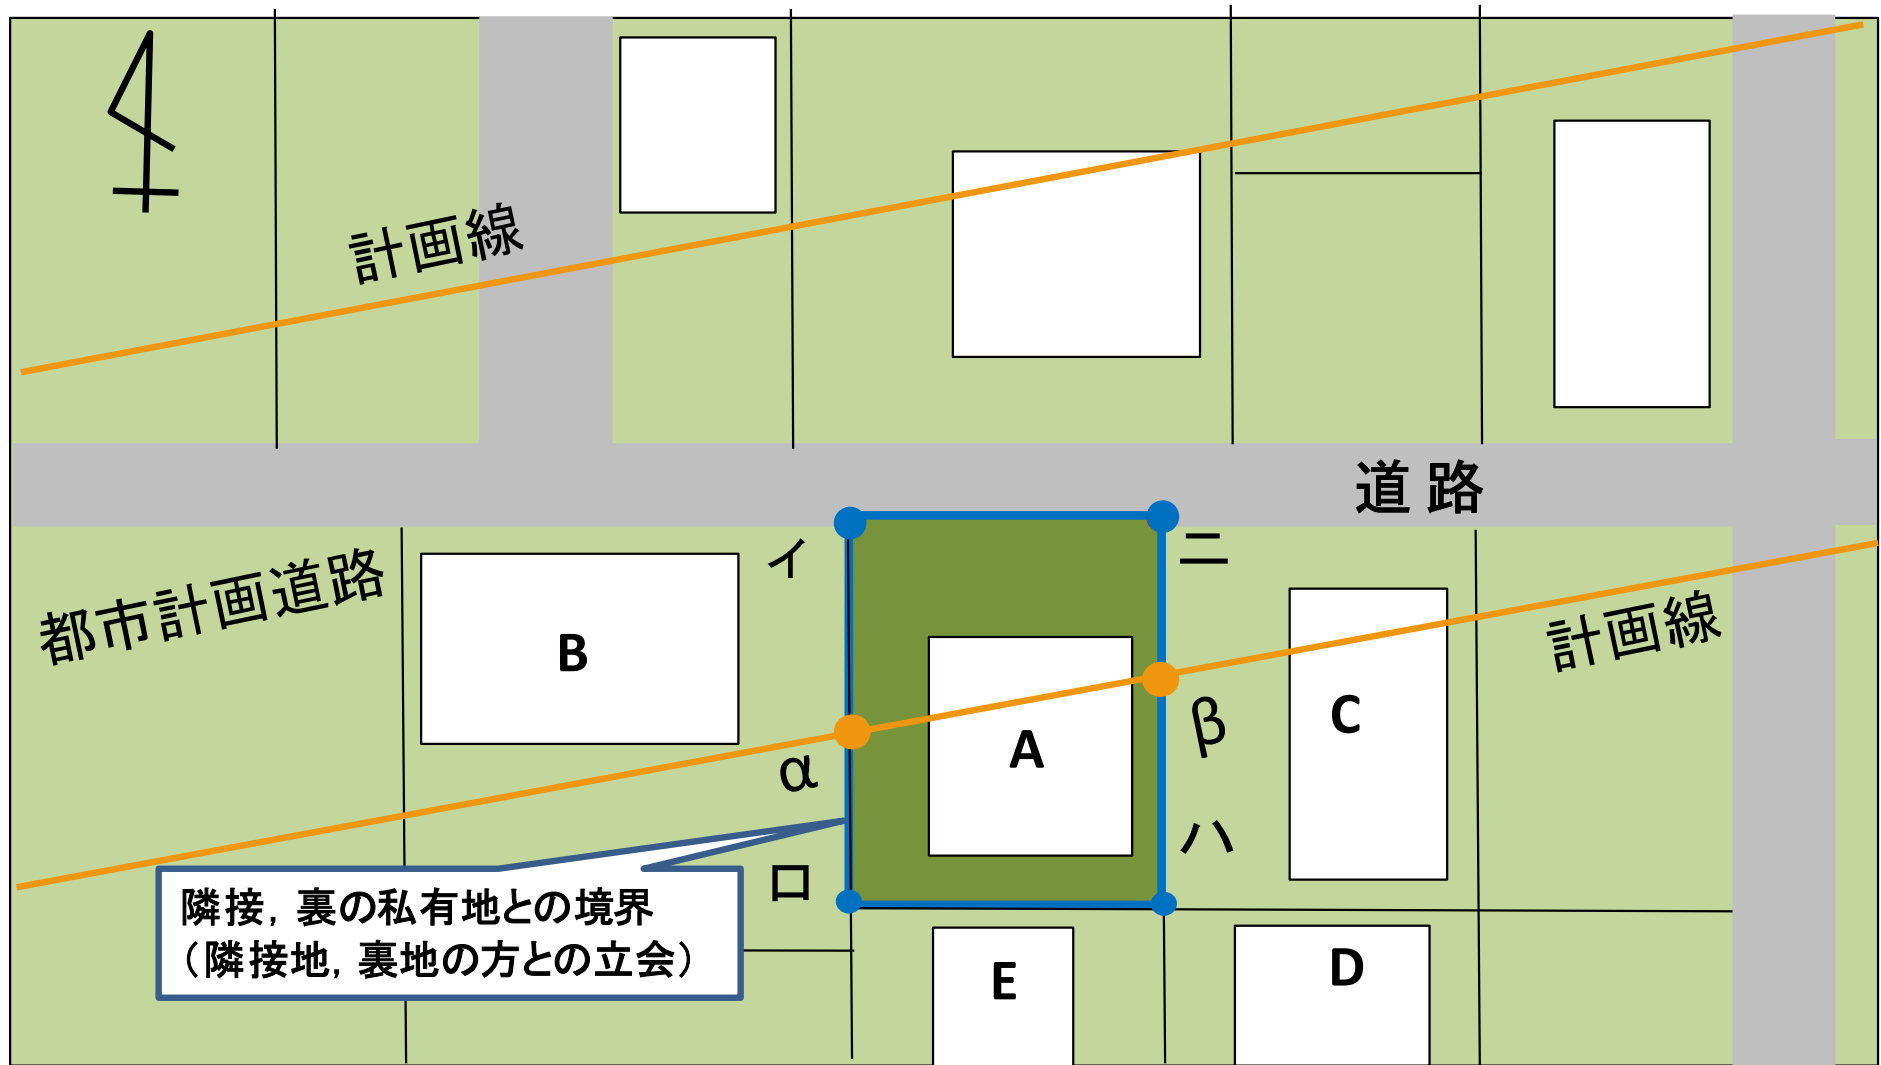 計画線
道路
イ
ニ
都市計画道路
計画線
B
A
C
β
α
ハ
ロ
隣接，裏の私有地との境界
（隣接地，裏地の方との立会）
E
D